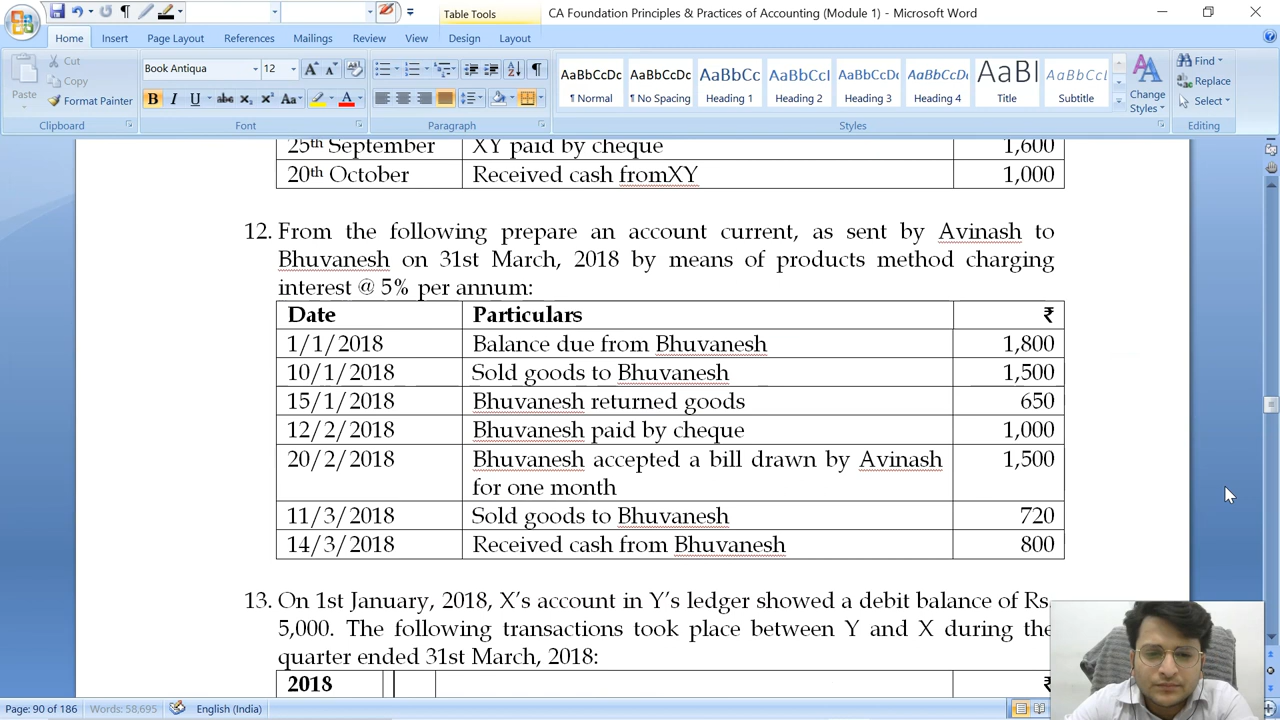 Table Tools
CA Foundation Principles & Practices of Accounting (Module 1) - Microsoft Word
Home Insert Page Layout References Mailings Review View Design Layout
Paste
Cut
Copy
Format Painter
Clipboard
Book Antiqua 12
Font
Paragraph
AaBbCcDc AaBbCcDc AaBbC AaBbCcI AaBbCcI AaBbCcDι AaBl AaBbCcI
¶ Normal ¶ No Spacing Heading 1 Heading 2 Heading 3 Heading 4 Title Subtitle
Change Styles
Styles
Find
Replace
Select
Editing
25th September XY paid by cheque 1,600
20th October Received cash fromXY 1,000
12. From the following prepare an account current, as sent by Avinash to
Bhuvanesh on 31st March, 2018 by means of products method charging
interest @ 5% per annum:
Date Particulars ₹
1/1/2018 Balance due from Bhuvanesh 1,800
10/1/2018 Sold goods to Bhuvanesh 1,500
15/1/2018 Bhuvanesh returned goods 650
12/2/2018 Bhuvanesh paid by cheque 1,000
20/2/2018 Bhuvanesh accepted a bill drawn by Avinash 1,500
for one month
11/3/2018 Sold goods to Bhuvanesh 720
14/3/2018 Received cash from Bhuvanesh 800
13. On 1st January, 2018, X's account in Y's ledger showed a debit balance of Rs.
5,000. The following transactions took place between Y and X during the
quarter ended 31st March, 2018:
2018 ₹
Page: 90 of 186 Words: 58,695 English (India)